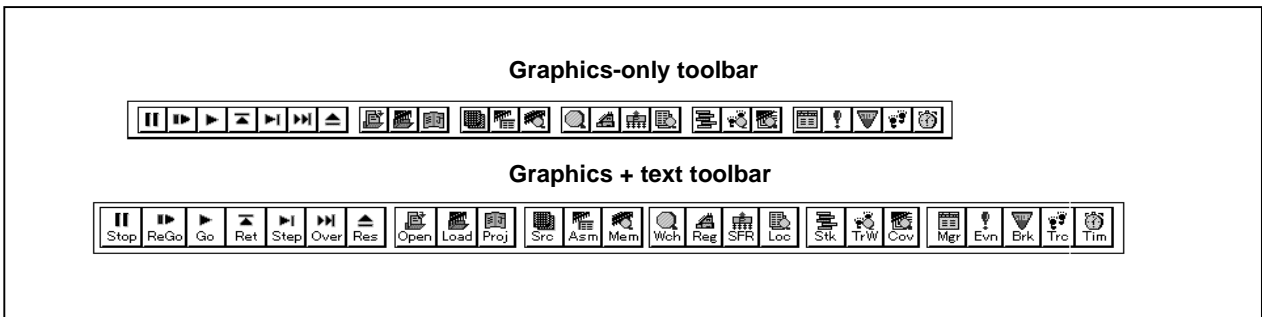 Graphics-only toolbar
Graphics + text toolbar
Stop ReGo Go Ret Step Over Res Open Load Proj Src Asm Mem Wch Reg SFR Loc Stk TrW Cov Mgr Evn Brk Trc Tim